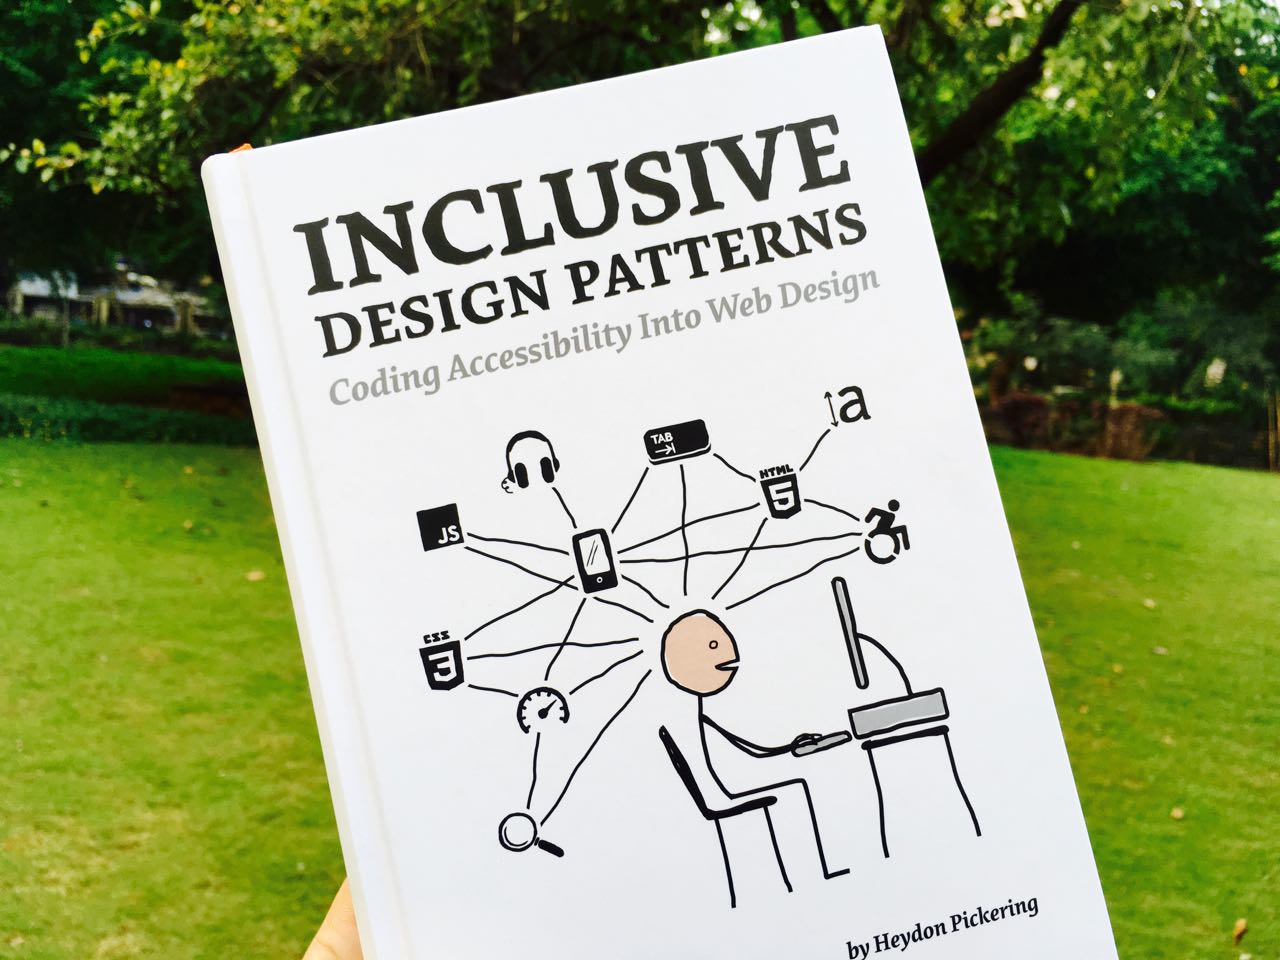 INCLUSIVE
DESIGN PATTERNS
Coding Accessibility Into Web Design
a
TAB
HTML
5
JS
CSS
3
by Heydon Pickering